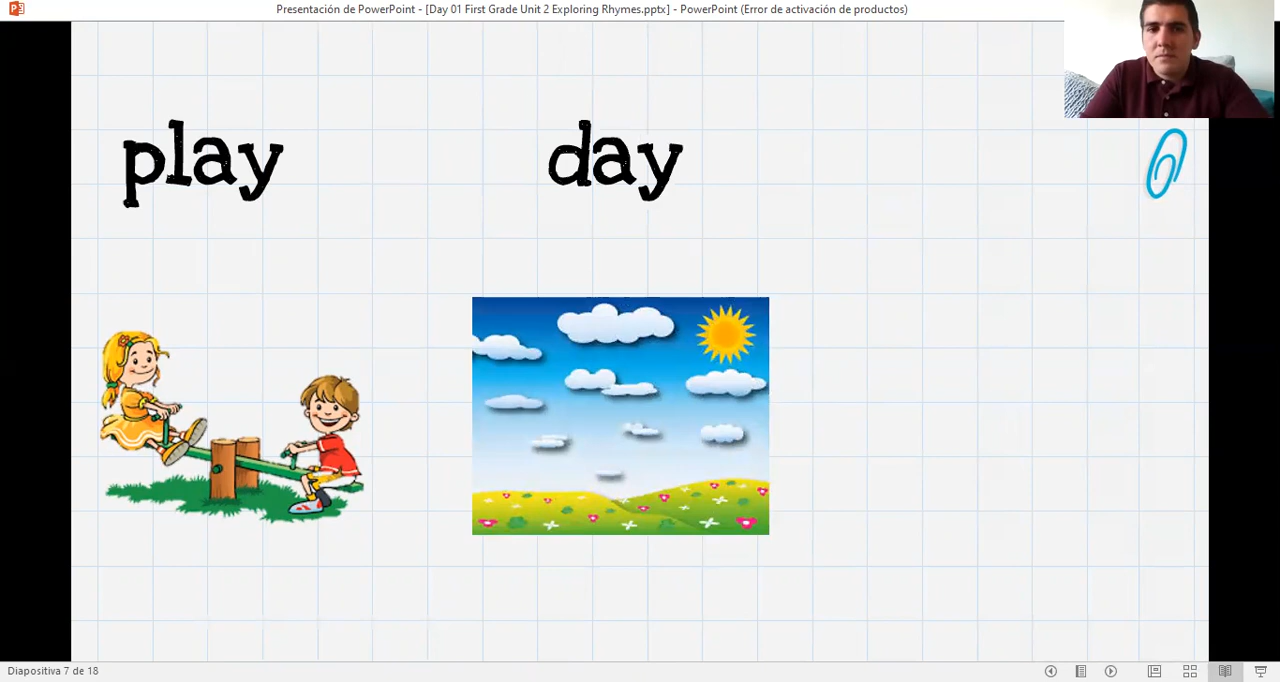 Presentación de PowerPoint - [Day 01 First Grade Unit 2 Exploring Rhymes.pptx] - PowerPoint (Error de activación de productos)
play
day
Diapositiva 7 de 18